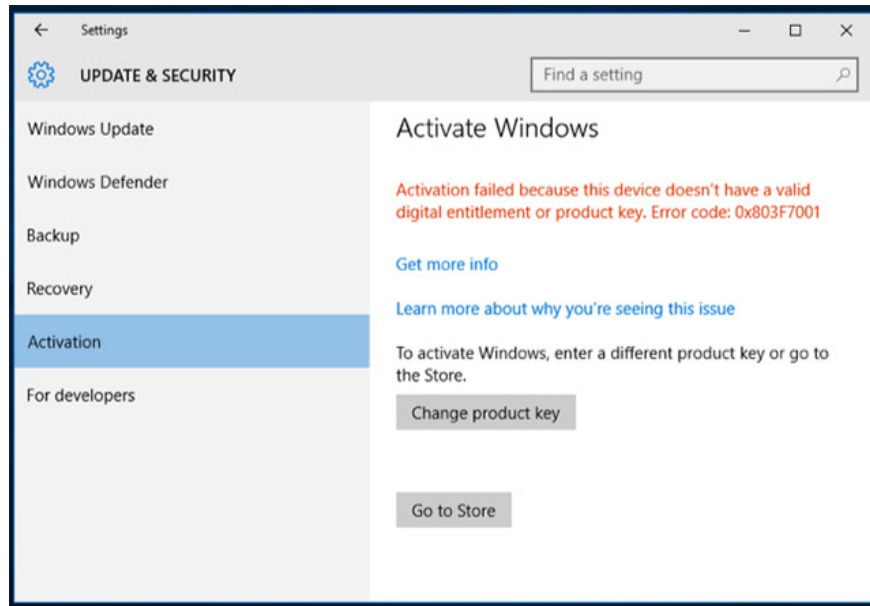 Settings
UPDATE & SECURITY
Find a setting
Windows Update
Windows Defender
Backup
Recovery
Activation
For developers
Activate Windows
Activation failed because this device doesn't have a valid
digital entitlement or product key. Error code: 0x803F7001
Get more info
Learn more about why you're seeing this issue
To activate Windows, enter a different product key or go to
the Store.
Change product key
Go to Store